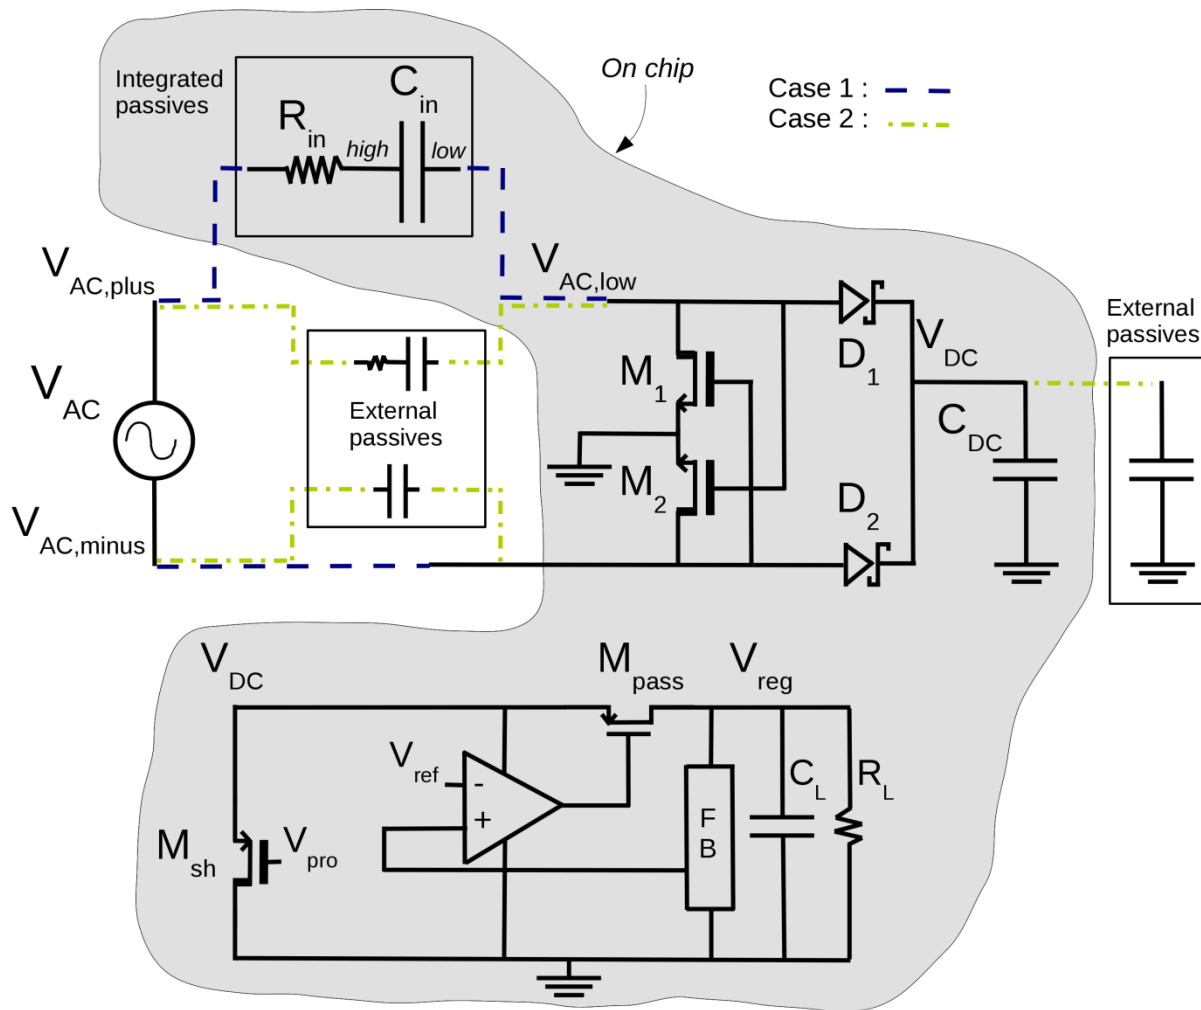 Integrated
passives
R in
high
C in
low
On chip
Case 1 :
Case 2 :
V AC,plus
V AC
V AC,minus
External
passives
V AC,low
M 1
M 2
D 1
D 2
V DC
C DC
External
passives
V DC
M pass
V reg
V ref
-
+
M sh
V pro
F
B
C L
R L